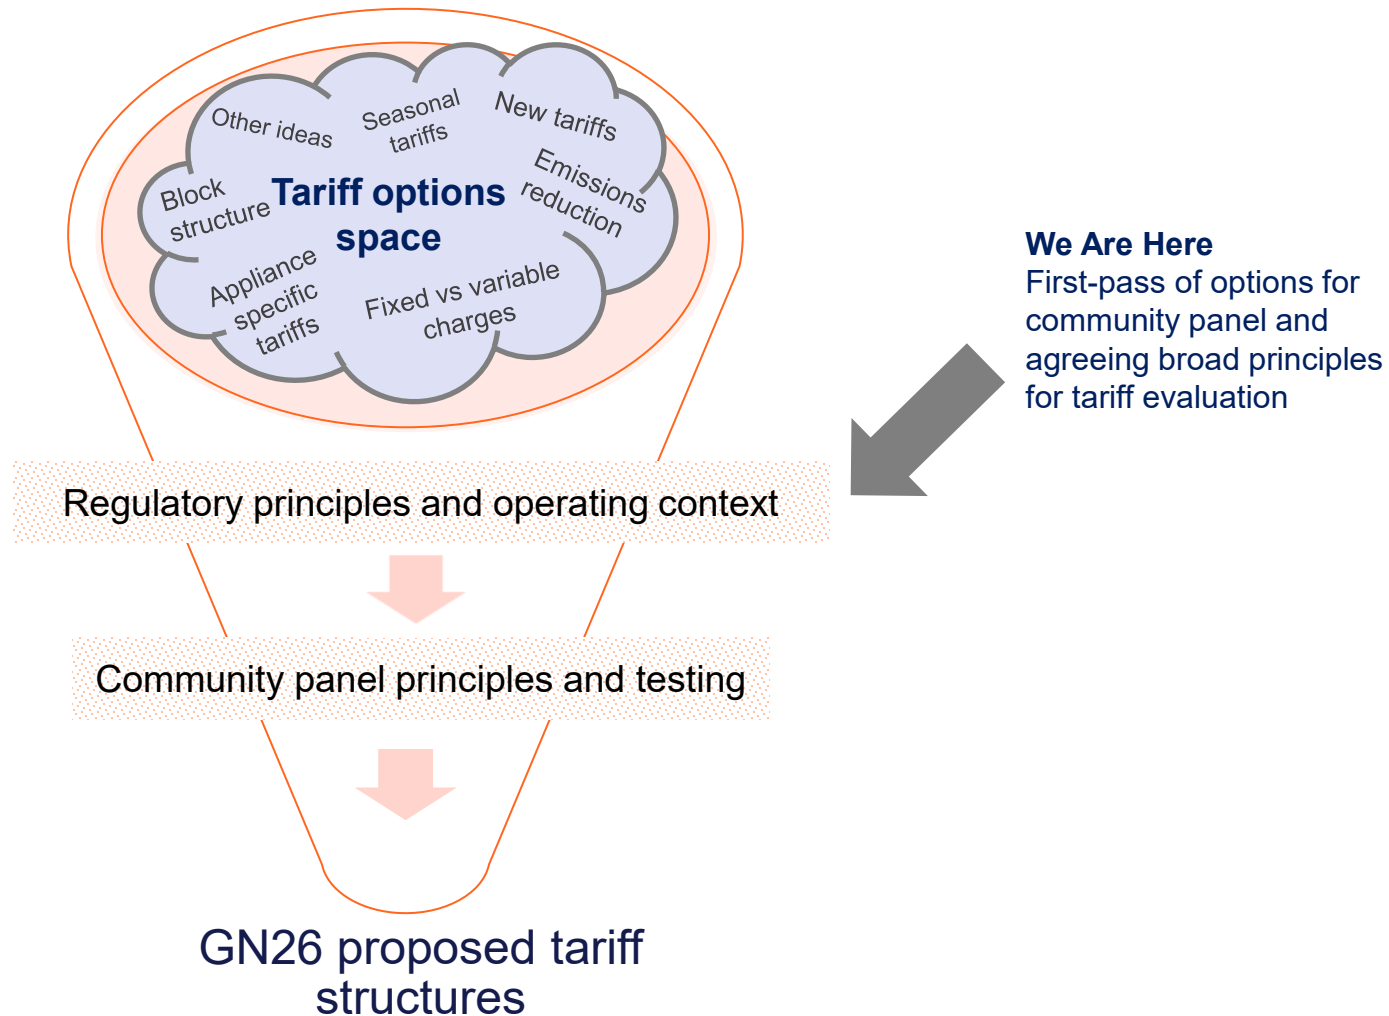 Other ideas
Seasonal
tariffs
New tariffs
Emissions
reduction
Block
structure
Tariff options
space
Appliance
specific
tariffs
Fixed vs variable
charges
We Are Here
First-pass of options for
community panel and
agreeing broad principles
for tariff evaluation
Regulatory principles and operating context
Community panel principles and testing
GN26 proposed tariff
structures